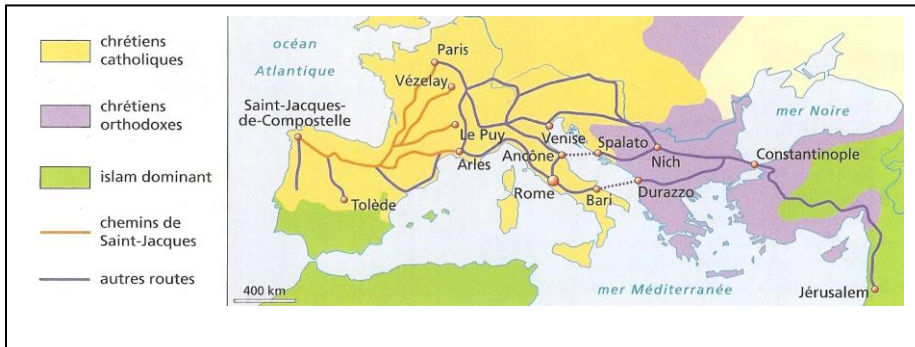 chrétiens
catholiques
chrétiens
orthodoxes
islam dominant
chemins de
Saint-Jacques
autres routes
400 km
océan
Atlantique
Paris
Vézelay
mer Noire
Saint-Jacques-
de-Compostelle
Le Puy
Venise
Spalato
Constantinople
Arles
Ancône
Nich
Rome
Durazzo
Tolède
Bari
mer Méditerranée
Jérusalem